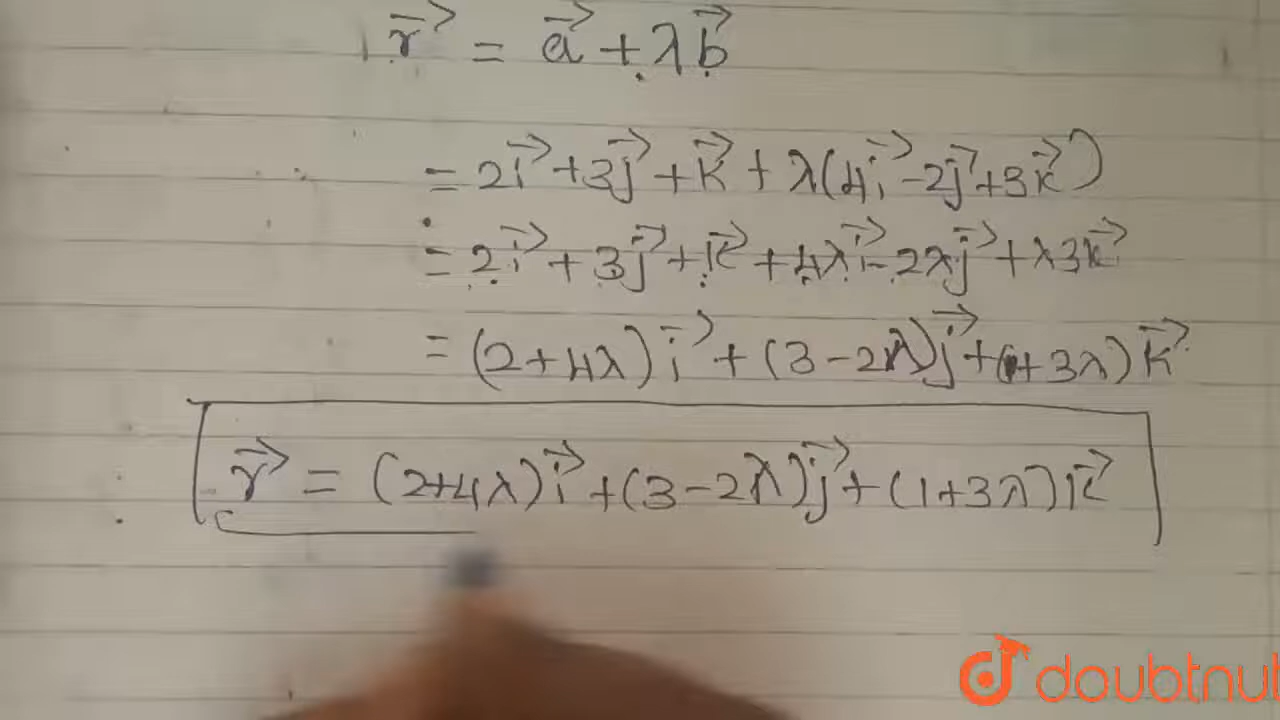 r⃗ = a⃗ + λb⃗
= 2i⃗ + 3j⃗ + k⃗ + λ(4i⃗ - 2j⃗ + 3k⃗)
= 2i⃗ + 3j⃗ + k⃗ + 4λi⃗ - 2λj⃗ + λ3k⃗
= (2+4λ)i⃗ + (3-2λ)j⃗ + (1+3λ)k⃗
r⃗ = (2+4λ)i⃗ + (3-2λ)j⃗ + (1+3λ)k⃗
doubtnut